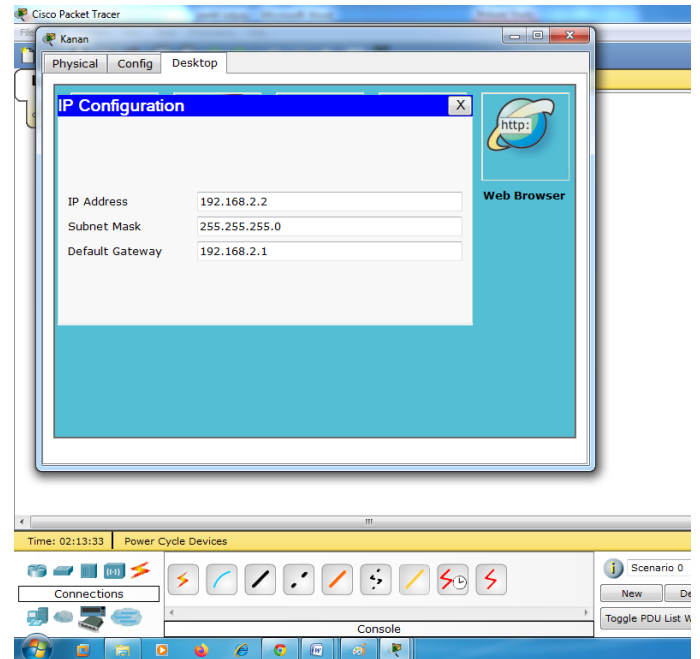 Cisco Packet Tracer
Kanan
Physical Config Desktop
IP Configuration X
http:
Web Browser
IP Address 192.168.2.2
Subnet Mask 255.255.255.0
Default Gateway 192.168.2.1
Time: 02:13:33 Power Cycle Devices
Connections
Console
i Scenario 0
New De
Toggle PDU List W